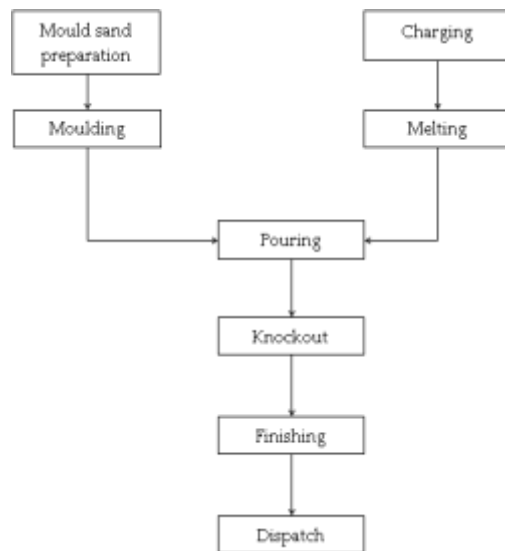 Mould sand
preparation
Charging
Moulding
Melting
Pouring
Knockout
Finishing
Dispatch